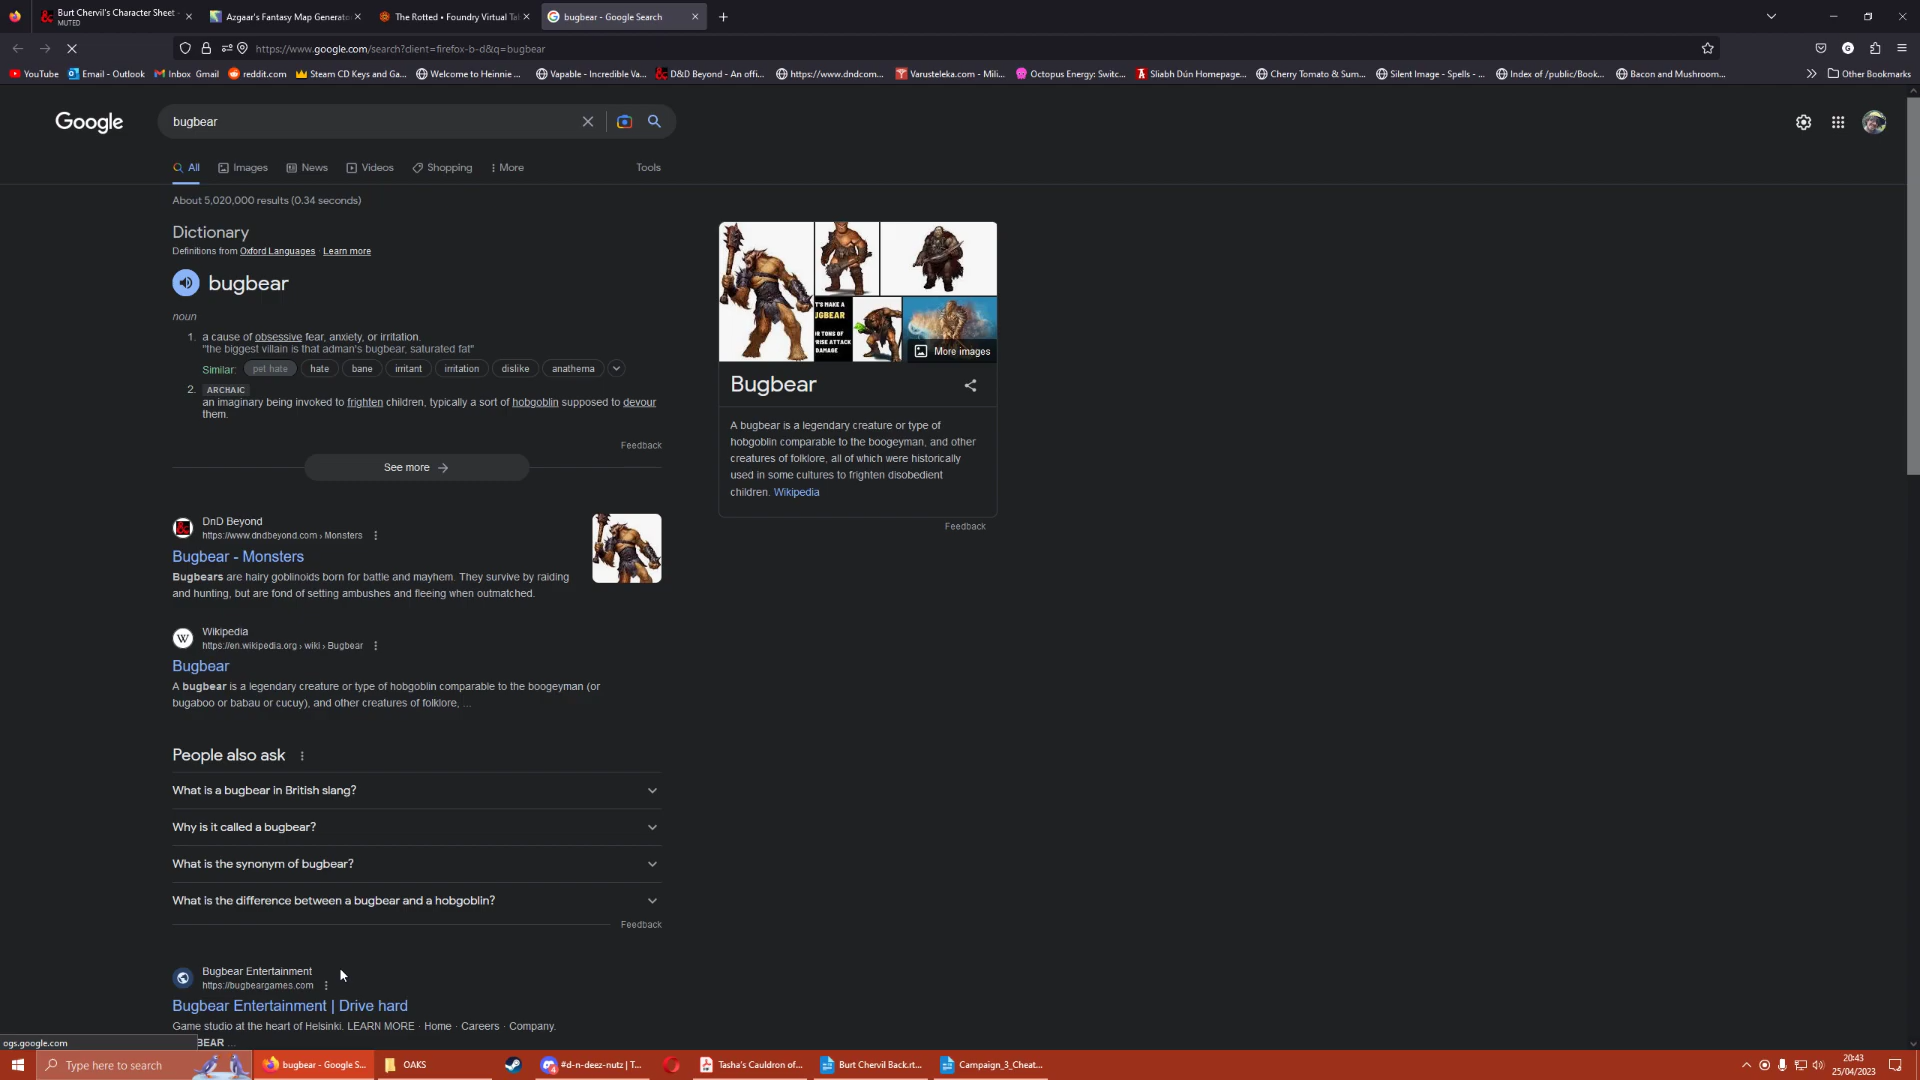 Burt Chervil's Character Sheet -
MUTED
Azgaar's Fantasy Map Generator
The Rotted • Foundry Virtual Ta
bugbear - Google Search
https://www.google.com/search?client=firefox-b-d&q=bugbear
YouTube
Email - Outlook
Inbox Gmail
reddit.com
Steam CD Keys and Ga...
Welcome to Heinnie ...
Vapable - Incredible Va...
D&D Beyond - An offi...
https://www.dndcom...
Varusteleka.com - Mili...
Octopus Energy: Switc...
Sliabh Dún Homepage...
Cherry Tomato & Sum...
Silent Image - Spells - ...
Index of /public/Book...
Bacon and Mushroom...
Other Bookmarks
Google
bugbear
All
Images
News
Videos
Shopping
More
Tools
About 5,020,000 results (0.34 seconds)
Dictionary
Definitions from Oxford Languages · Learn more
bugbear
noun
1. a cause of obsessive fear, anxiety, or irritation.
"the biggest villain is that adman's bugbear, saturated fat"
Similar: pet hate hate bane irritant irritation dislike anathema
2. ARCHAIC
an imaginary being invoked to frighten children, typically a sort of hobgoblin supposed to devour
them.
Feedback
See more
DnD Beyond
https://www.dndbeyond.com › Monsters
Bugbear - Monsters
Bugbears are hairy goblinoids born for battle and mayhem. They survive by raiding
and hunting, but are fond of setting ambushes and fleeing when outmatched.
Wikipedia
https://en.wikipedia.org › wiki › Bugbear
Bugbear
A bugbear is a legendary creature or type of hobgoblin comparable to the boogeyman (or
bugaboo or babau or cucuy), and other creatures of folklore, ...
People also ask
What is a bugbear in British slang?
Why is it called a bugbear?
What is the synonym of bugbear?
What is the difference between a bugbear and a hobgoblin?
Feedback
Bugbear Entertainment
https://bugbeargames.com
Bugbear Entertainment | Drive hard
Game studio at the heart of Helsinki. LEARN MORE · Home · Careers · Company.
BEAR ...
T'S MAKE A
UGBEAR
OR TONS OF
PRISE ATTACK
DAMAGE
More images
Bugbear
A bugbear is a legendary creature or type of
hobgoblin comparable to the boogeyman, and other
creatures of folklore, all of which were historically
used in some cultures to frighten disobedient
children. Wikipedia
Feedback
ogs.google.com
Type here to search
bugbear - Google S...
OAKS
#d-n-deez-nutz | T...
Tasha's Cauldron of...
Burt Chervil Back.rt...
Campaign_3_Cheat...
20:43
25/04/2023